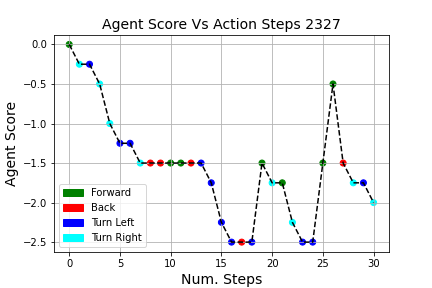 Agent Score Vs Action Steps 2327
Agent Score
0.0
−0.5
−1.0
−1.5
−2.0
−2.5
Forward
Back
Turn Left
Turn Right
0 5 10 15 20 25 30
Num. Steps